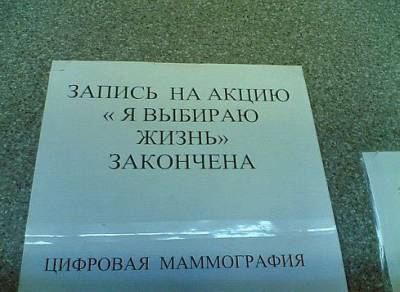 ЗАПИСЬ НА АКЦИЮ
« Я ВЫБИРАЮ
ЖИЗНЬ»
ЗАКОНЧЕНА
ЦИФРОВАЯ МАММОГРАФИЯ